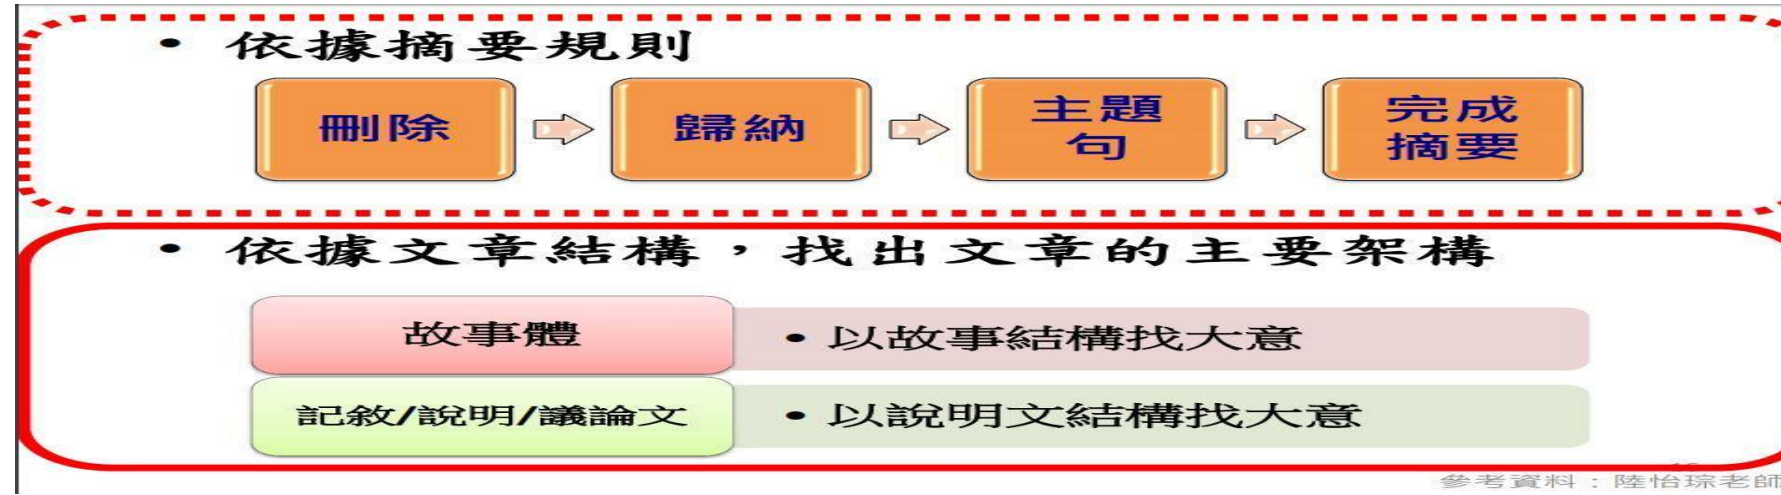 • 依據摘要規則
刪除
歸納
主題
句
完成
摘要
• 依據文章結構，找出文章的主要架構
故事體
• 以故事結構找大意
記敘/說明/議論文
• 以說明文結構找大意
參考資料：陸怡琮老師